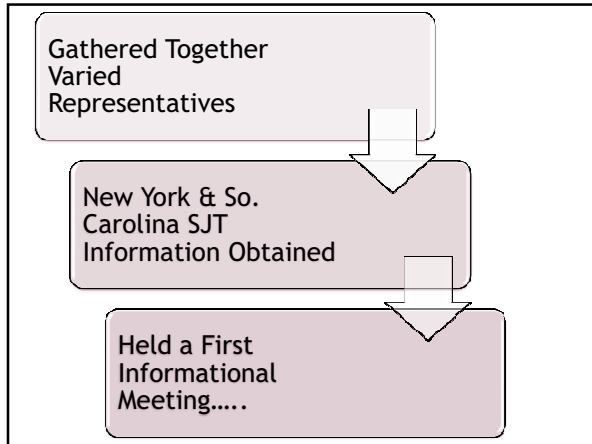 Gathered Together
Varied
Representatives
New York & So.
Carolina SJT
Information Obtained
Held a First
Informational
Meeting…..